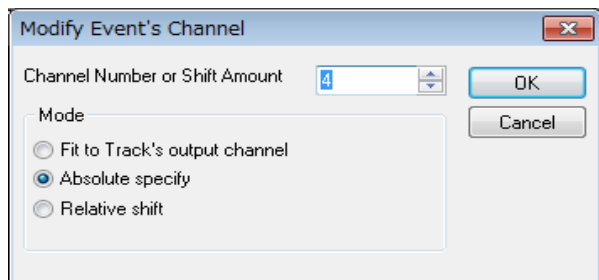 Modify Event's Channel
Channel Number or Shift Amount 4
OK
Cancel
Mode
Fit to Track's output channel
Absolute specify
Relative shift